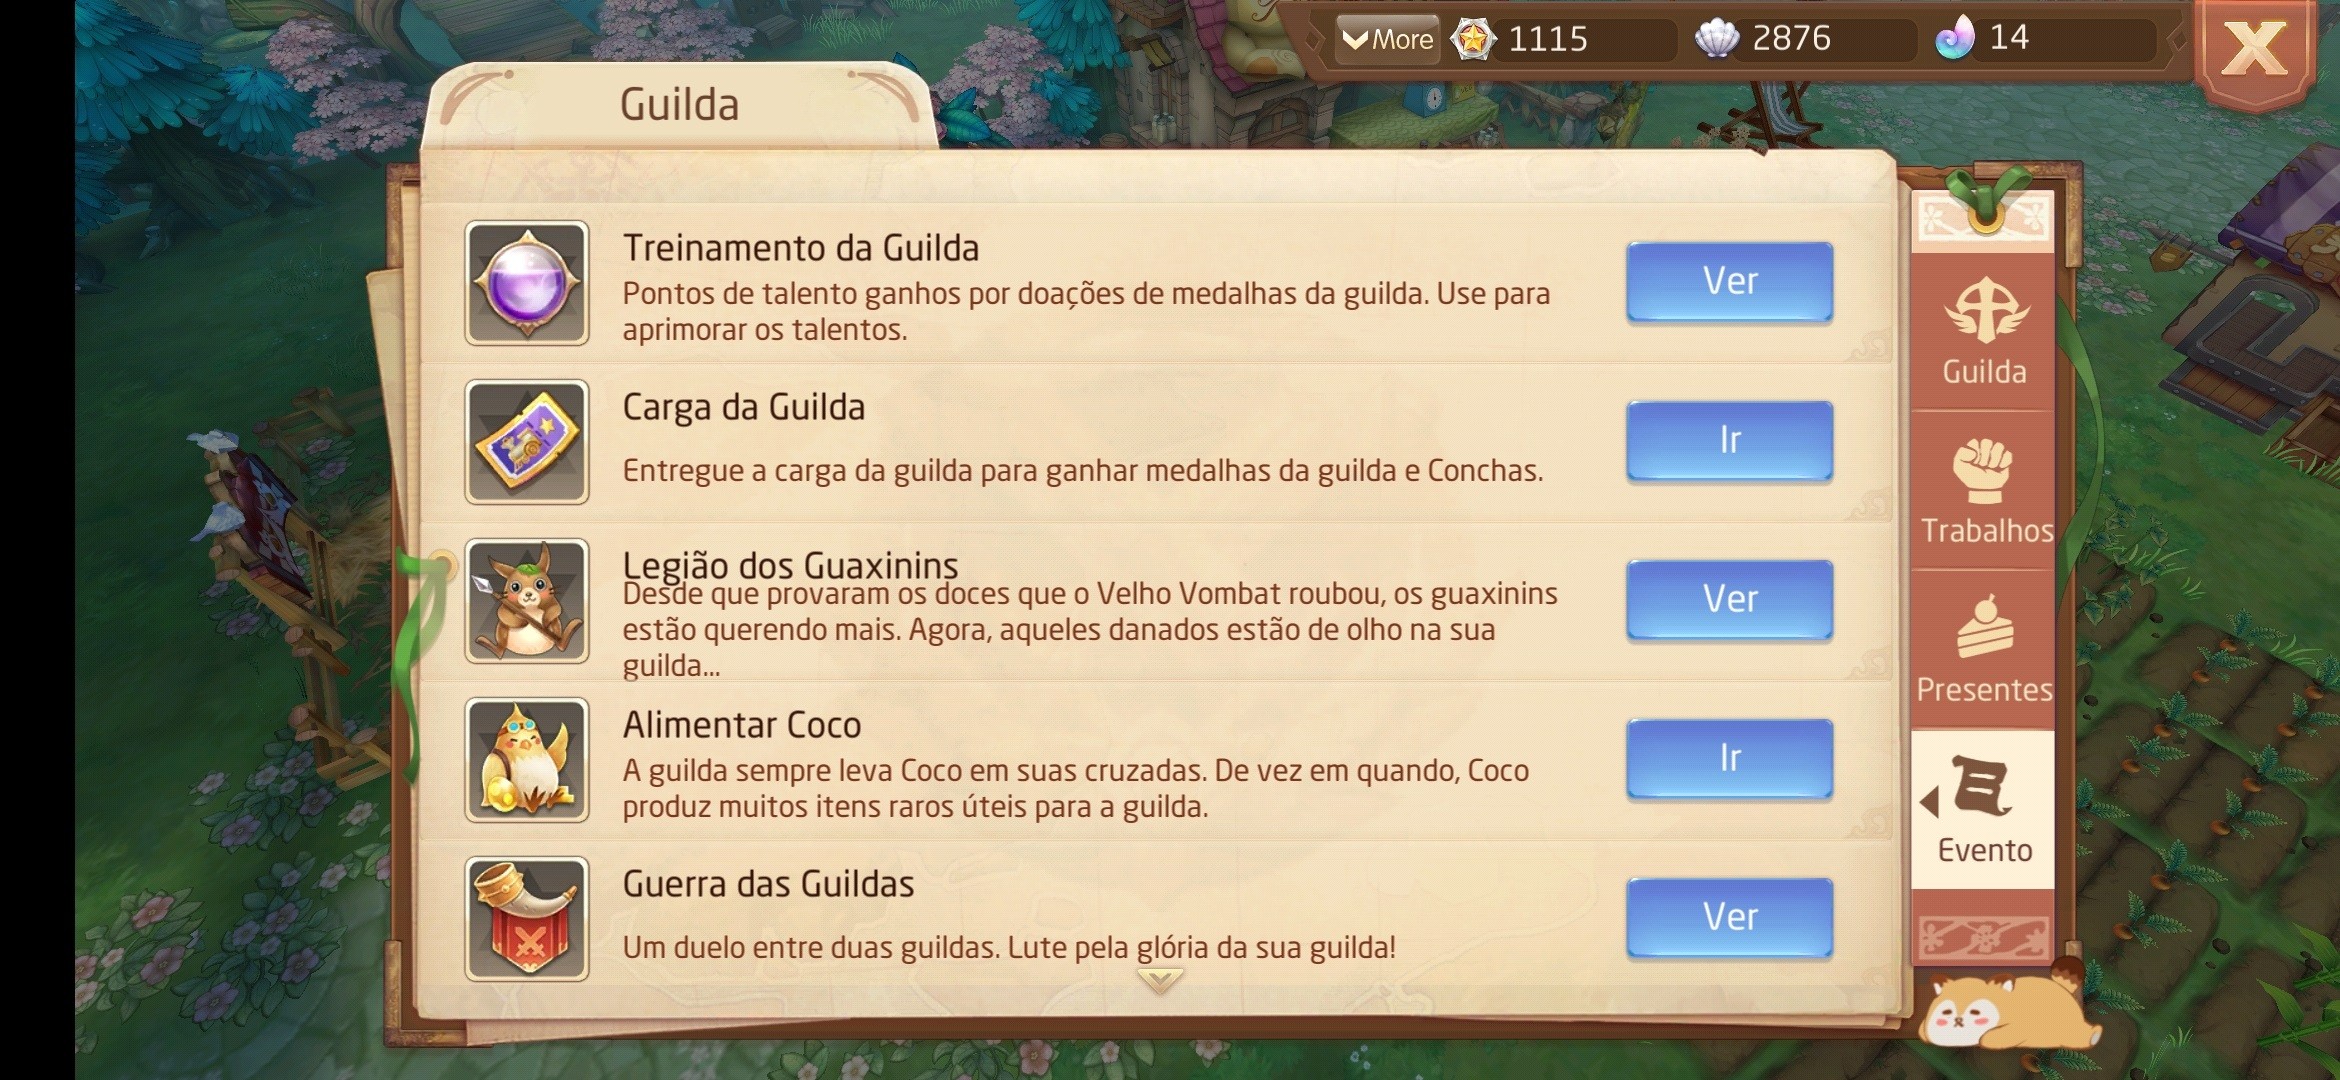 More
1115
2876
14
Guilda
Treinamento da Guilda
Pontos de talento ganhos por doações de medalhas da guilda. Use para
aprimorar os talentos.
Ver
Carga da Guilda
Entregue a carga da guilda para ganhar medalhas da guilda e Conchas.
Ir
Legião dos Guaxinins
Desde que provaram os doces que o Velho Vombat roubou, os guaxinins
estão querendo mais. Agora, aqueles danados estão de olho na sua
guilda...
Ver
Alimentar Coco
A guilda sempre leva Coco em suas cruzadas. De vez em quando, Coco
produz muitos itens raros úteis para a guilda.
Ir
Guerra das Guildas
Um duelo entre duas guildas. Lute pela glória da sua guilda!
Ver
Guilda
Trabalhos
Presentes
Evento